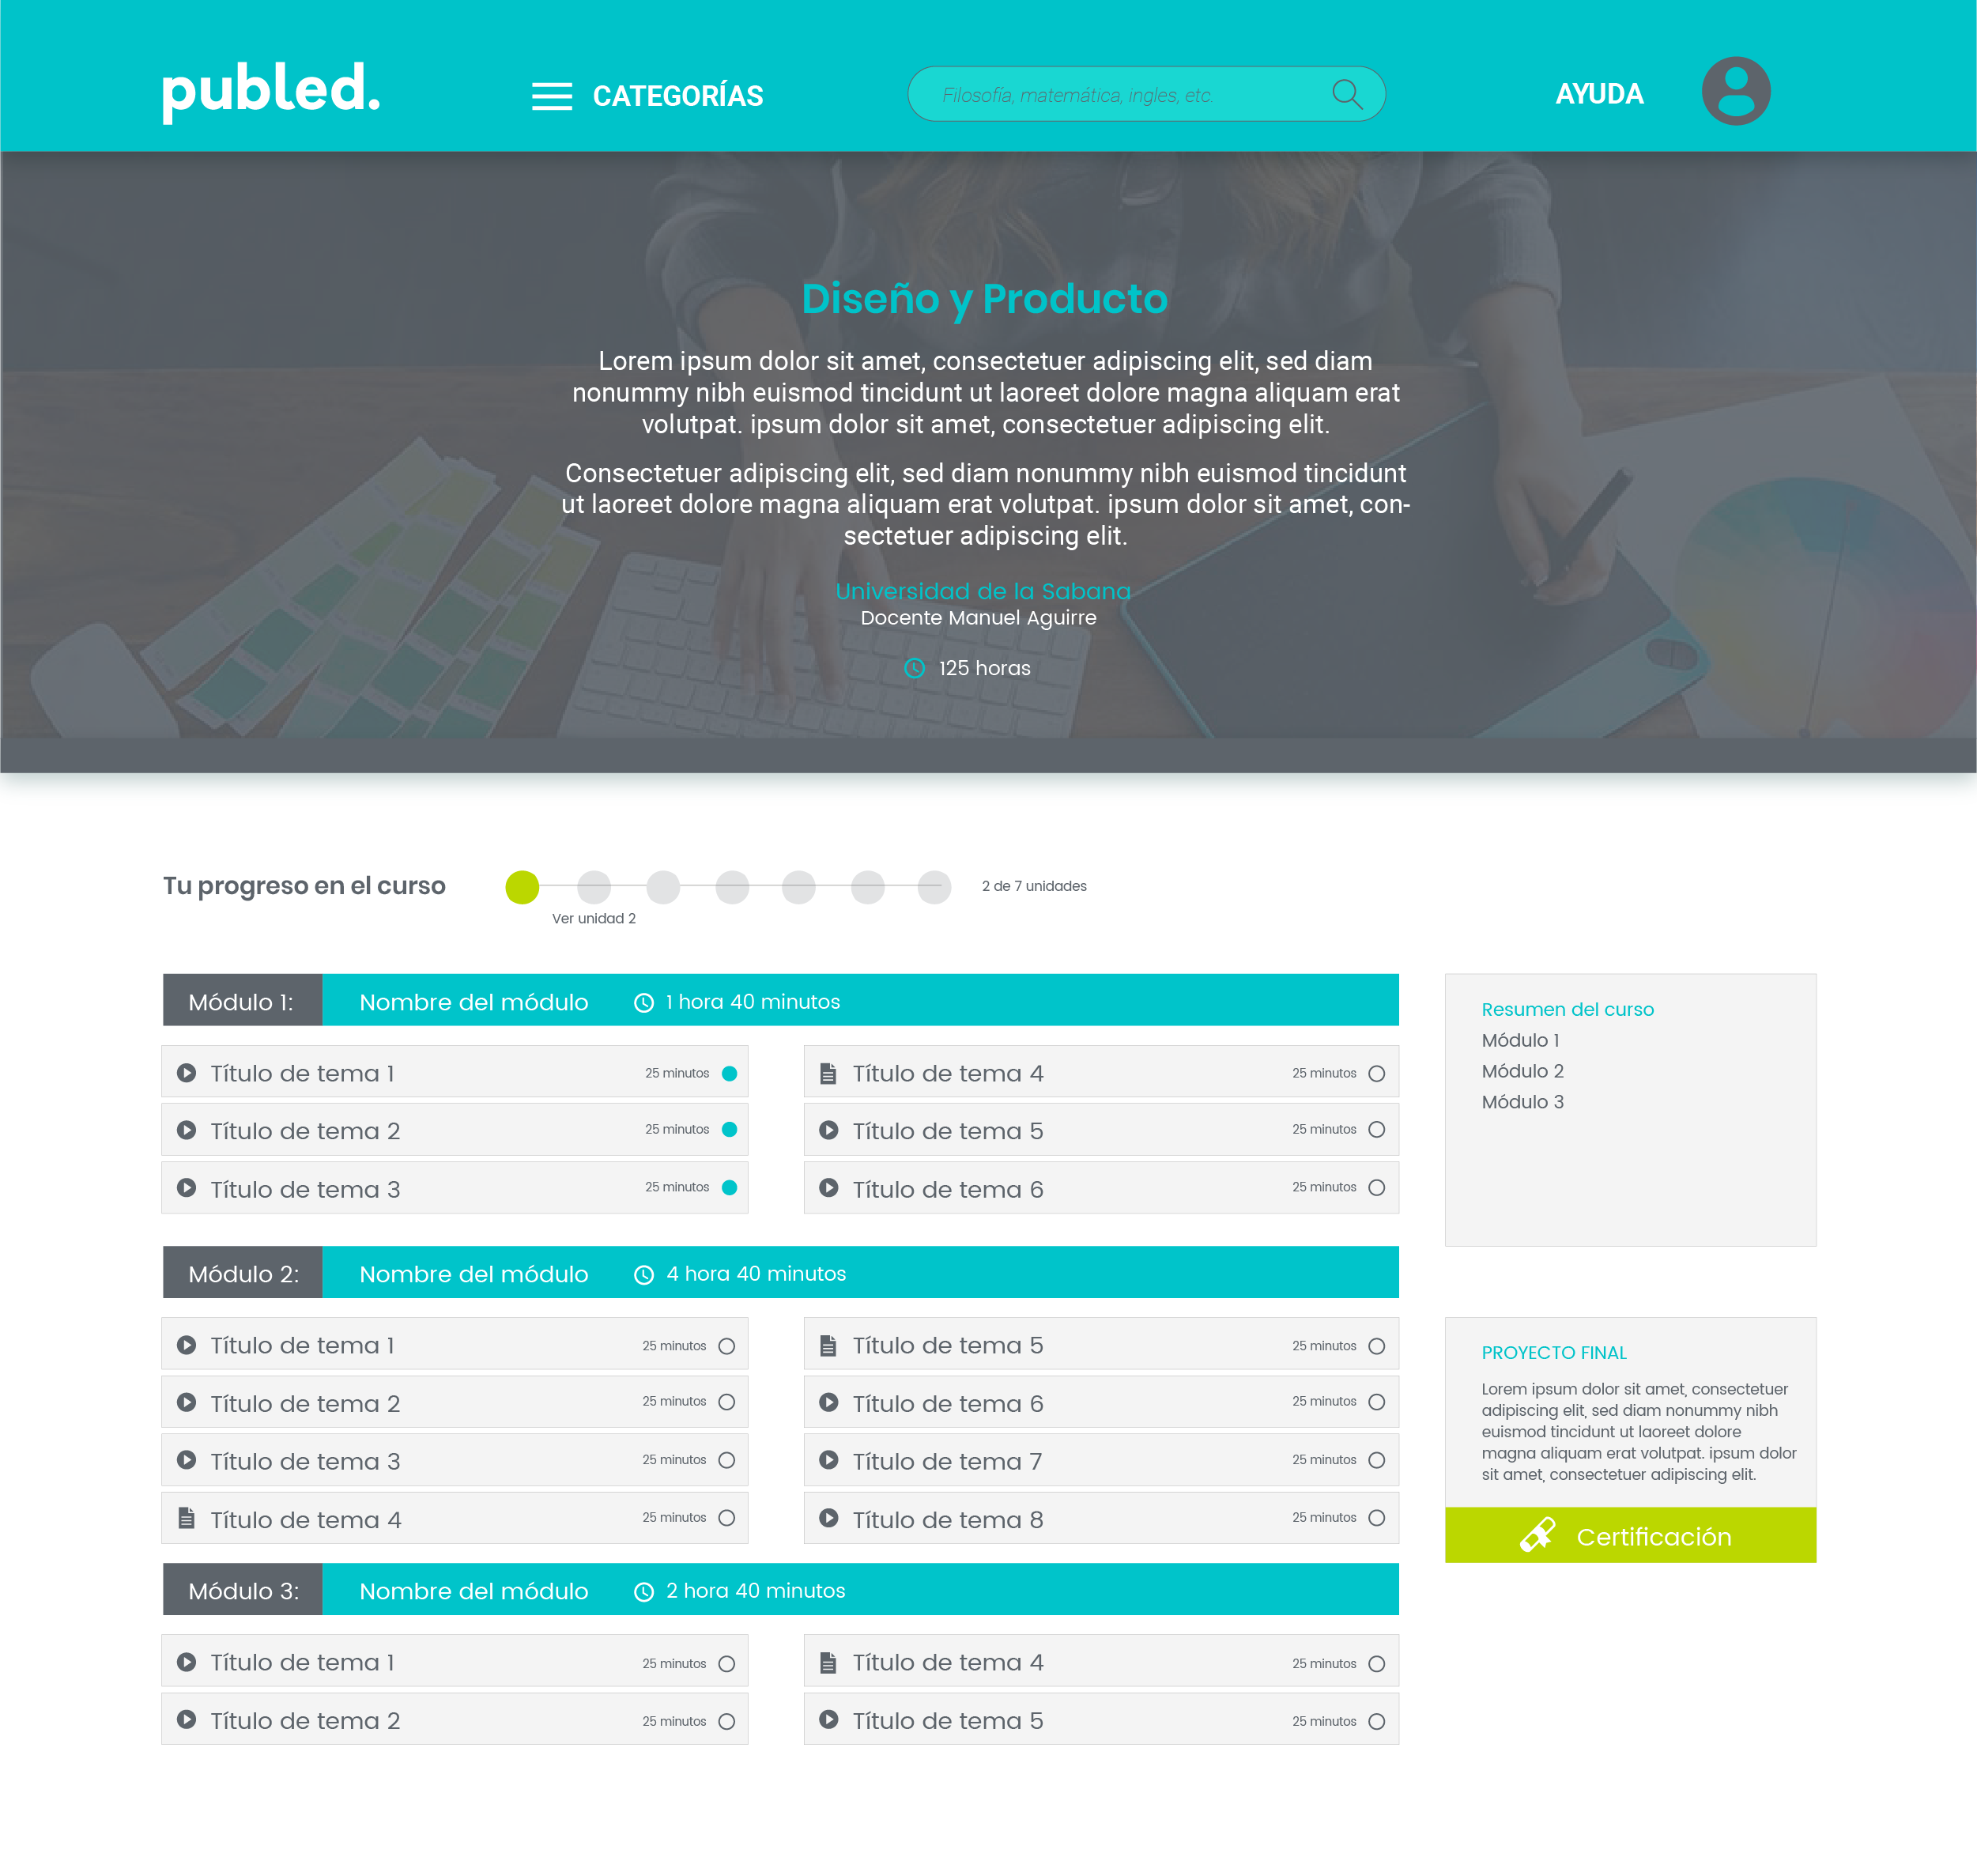 publed.
CATEGORÍAS
Filosofía, matemática, ingles, etc.
AYUDA
Diseño y Producto
Lorem ipsum dolor sit amet, consectetuer adipiscing elit, sed diam
nonummy nibh euismod tincidunt ut laoreet dolore magna aliquam erat
volutpat. ipsum dolor sit amet, consectetuer adipiscing elit.
Consectetuer adipiscing elit, sed diam nonummy nibh euismod tincidunt
ut laoreet dolore magna aliquam erat volutpat. ipsum dolor sit amet, con-
sectetuer adipiscing elit.
Universidad de la Sabana
Docente Manuel Aguirre
125 horas
Tu progreso en el curso
2 de 7 unidades
Ver unidad 2
Módulo 1: Nombre del módulo 1 hora 40 minutos
Título de tema 1 25 minutos
Título de tema 2 25 minutos
Título de tema 3 25 minutos
Título de tema 4 25 minutos
Título de tema 5 25 minutos
Título de tema 6 25 minutos
Módulo 2: Nombre del módulo 4 hora 40 minutos
Título de tema 1 25 minutos
Título de tema 2 25 minutos
Título de tema 3 25 minutos
Título de tema 4 25 minutos
Título de tema 5 25 minutos
Título de tema 6 25 minutos
Título de tema 7 25 minutos
Título de tema 8 25 minutos
Módulo 3: Nombre del módulo 2 hora 40 minutos
Título de tema 1 25 minutos
Título de tema 2 25 minutos
Título de tema 4 25 minutos
Título de tema 5 25 minutos
Resumen del curso
Módulo 1
Módulo 2
Módulo 3
PROYECTO FINAL
Lorem ipsum dolor sit amet, consectetuer
adipiscing elit, sed diam nonummy nibh
euismod tincidunt ut laoreet dolore
magna aliquam erat volutpat. ipsum dolor
sit amet, consectetuer adipiscing elit.
Certificación